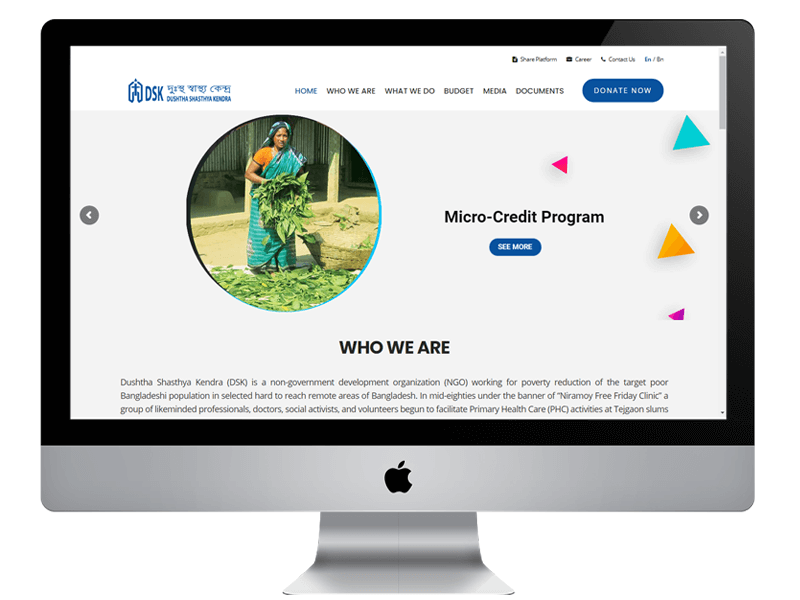 Share Platform Career Contact Us En / Bn
DSK দুঃস্থ স্বাস্থ্য কেন্দ্র
DUSHTHA SHASTHYA KENDRA
HOME WHO WE ARE WHAT WE DO BUDGET MEDIA DOCUMENTS DONATE NOW
Micro-Credit Program
SEE MORE
WHO WE ARE
Dushtha Shasthya Kendra (DSK) is a non-government development organization (NGO) working for poverty reduction of the target poor
Bangladeshi population in selected hard to reach remote areas of Bangladesh. In mid-eighties under the banner of “Niramoy Free Friday Clinic” a
group of likeminded professionals, doctors, social activists, and volunteers begun to facilitate Primary Health Care (PHC) activities at Tejgaon slums